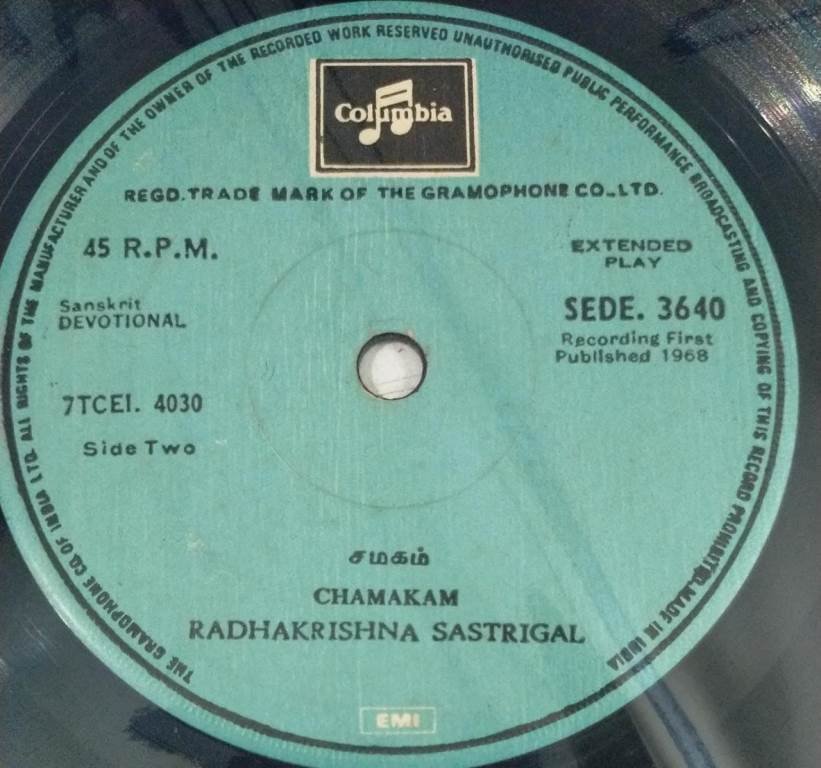 THE GRAMOPHONE CO. OF INDIA LTD. ALL RIGHTS OF THE MANUFACTURER AND OF THE OWNER OF THE RECORDED WORK RESERVED UNAUTHORISED PUBLIC PERFORMANCE BROADCASTING AND COPYING OF THIS RECORD PROHIBITED. MADE IN INDIA
Columbia
REGD. TRADE MARK OF THE GRAMOPHONE CO., LTD.
45 R.P.M.
EXTENDED
PLAY
Sanskrit
DEVOTIONAL
SEDE. 3640
Recording First
Published 1968
7TCEI. 4030
Side Two
சமகம்
CHAMAKAM
RADHAKRISHNA SASTRIGAL
EMI